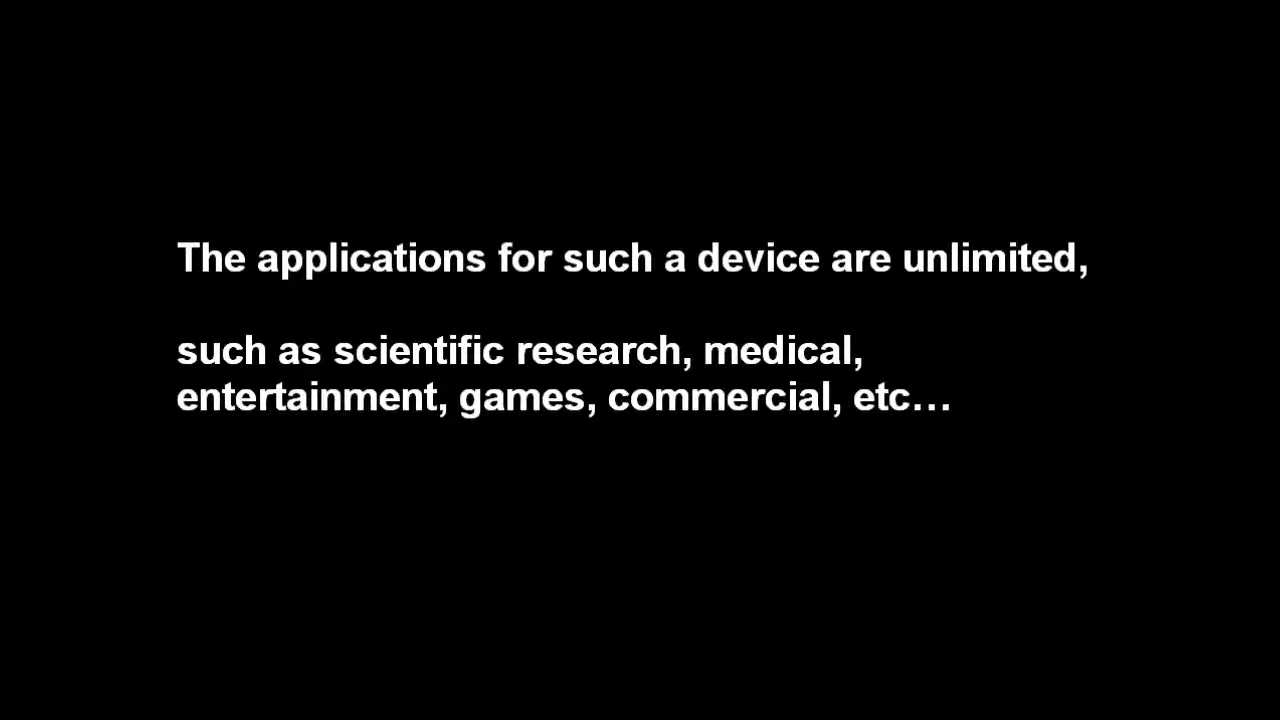 The applications for such a device are unlimited,
such as scientific research, medical,
entertainment, games, commercial, etc…